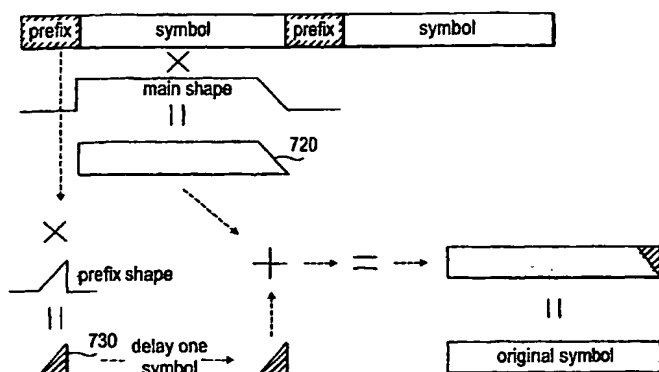 prefix symbol prefix symbol
main shape
720
prefix shape
730
delay one
symbol
original symbol